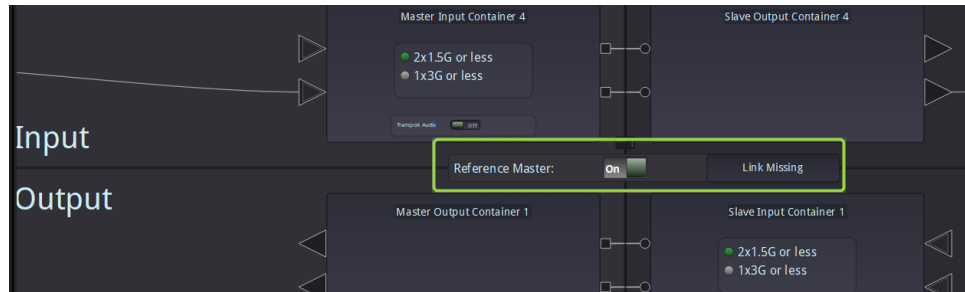 Master Input Container 4
Slave Output Container 4
2x1.5G or less
1x3G or less
Transport Audio Off
Input
Reference Master: On Link Missing
Output
Master Output Container 1
Slave Input Container 1
2x1.5G or less
1x3G or less